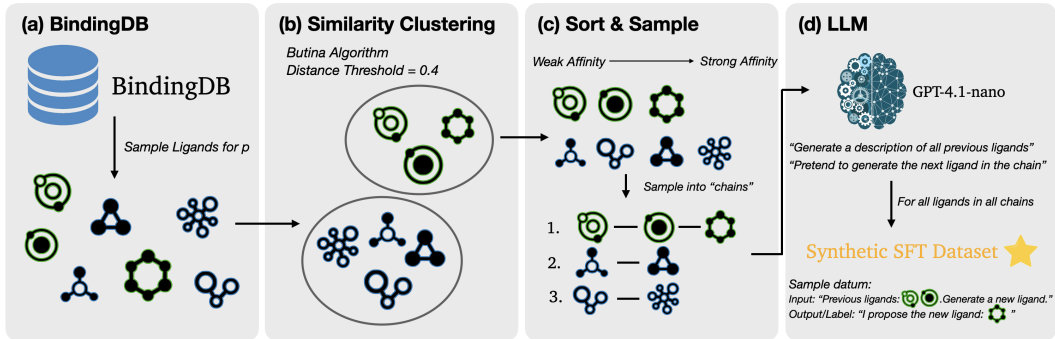 (a) BindingDB
BindingDB
Sample Ligands for p
(b) Similarity Clustering
Butina Algorithm
Distance Threshold = 0.4
(c) Sort & Sample
Weak Affinity
Strong Affinity
Sample into “chains”
1.
2.
3.
(d) LLM
GPT-4.1-nano
“Generate a description of all previous ligands”
“Pretend to generate the next ligand in the chain”
For all ligands in all chains
Synthetic SFT Dataset
Sample datum:
Input: “Previous ligands: .Generate a new ligand.”
Output/Label: “I propose the new ligand: ”